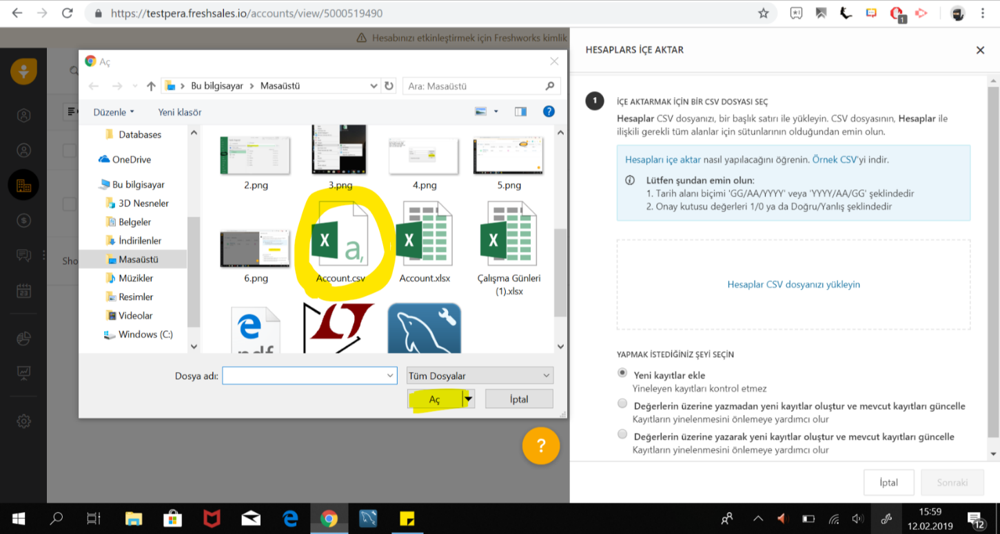 https://testpera.freshsales.io/accounts/view/5000519490
1
Hesabınızı etkinleştirmek için Freshworks kimlik
Aç
Bu bilgisayar
Masaüstü
Ara: Masaüstü
Düzenle
Yeni klasör
?
Databases
OneDrive
Bu bilgisayar
3D Nesneler
Belgeler
İndirilenler
Masaüstü
Müzikler
Resimler
Videolar
Windows (C:)
2.png
3.png
4.png
5.png
X a,
X
X
6.png
Account.csv
Account.xlsx
Çalışma Günleri
(1).xlsx
Dosya adı:
Tüm Dosyalar
Aç
İptal
Sho
23
?
HESAPLARS İÇE AKTAR
1
İÇE AKTARMAK İÇİN BİR CSV DOSYASI SEÇ
Hesaplar CSV dosyanızı, bir başlık satırı ile yükleyin. CSV dosyasının, Hesaplar ile
ilişkili gerekli tüm alanlar için sütunlarının olduğundan emin olun.
Hesapları içe aktar nasıl yapılacağını öğrenin. Örnek CSV'yi indir.
Lütfen şundan emin olun:
1. Tarih alanı biçimi 'GG/AA/YYYY' veya 'YYYY/AA/GG' şeklindedir
2. Onay kutusu değerleri 1/0 ya da Doğru/Yanlış şeklindedir
Hesaplar CSV dosyanızı yükleyin
YAPMAK İSTEDİĞİNİZ ŞEYİ SEÇİN
Yeni kayıtlar ekle
Yineleyen kayıtları kontrol etmez
Değerlerin üzerine yazmadan yeni kayıtlar oluştur ve mevcut kayıtları güncelle
Kayıtların yinelenmesini önlemeye yardımcı olur
Değerlerin üzerine yazarak yeni kayıtlar oluştur ve mevcut kayıtları güncelle
Kayıtların yinelenmesini önlemeye yardımcı olur
İptal
Sonraki
15:59
12.02.2019
12